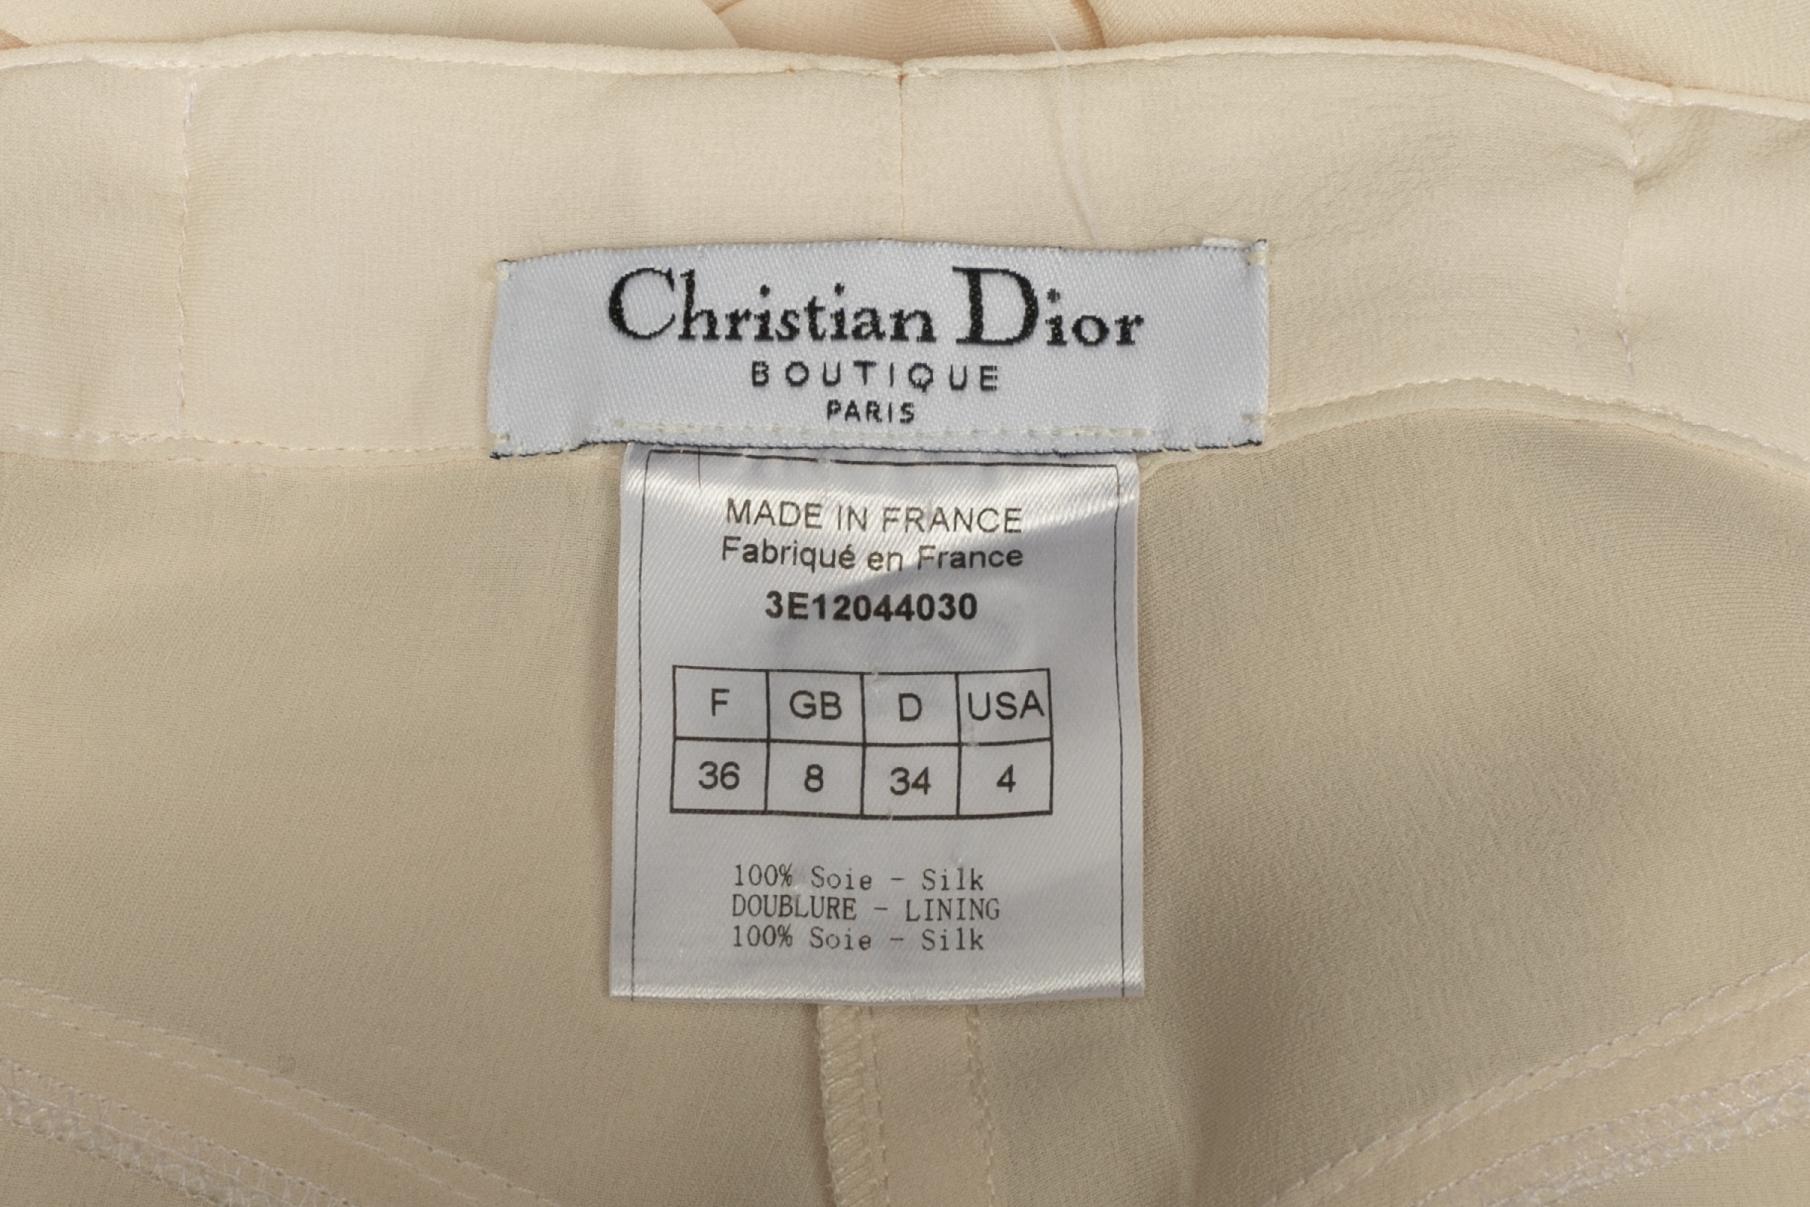 Christian Dior
BOUTIQUE
PARIS
MADE IN FRANCE
Fabriqué en France
3E12044030
F GB D USA
36 8 34 4
100% Soie - Silk
DOUBLURE - LINING
100% Soie - Silk